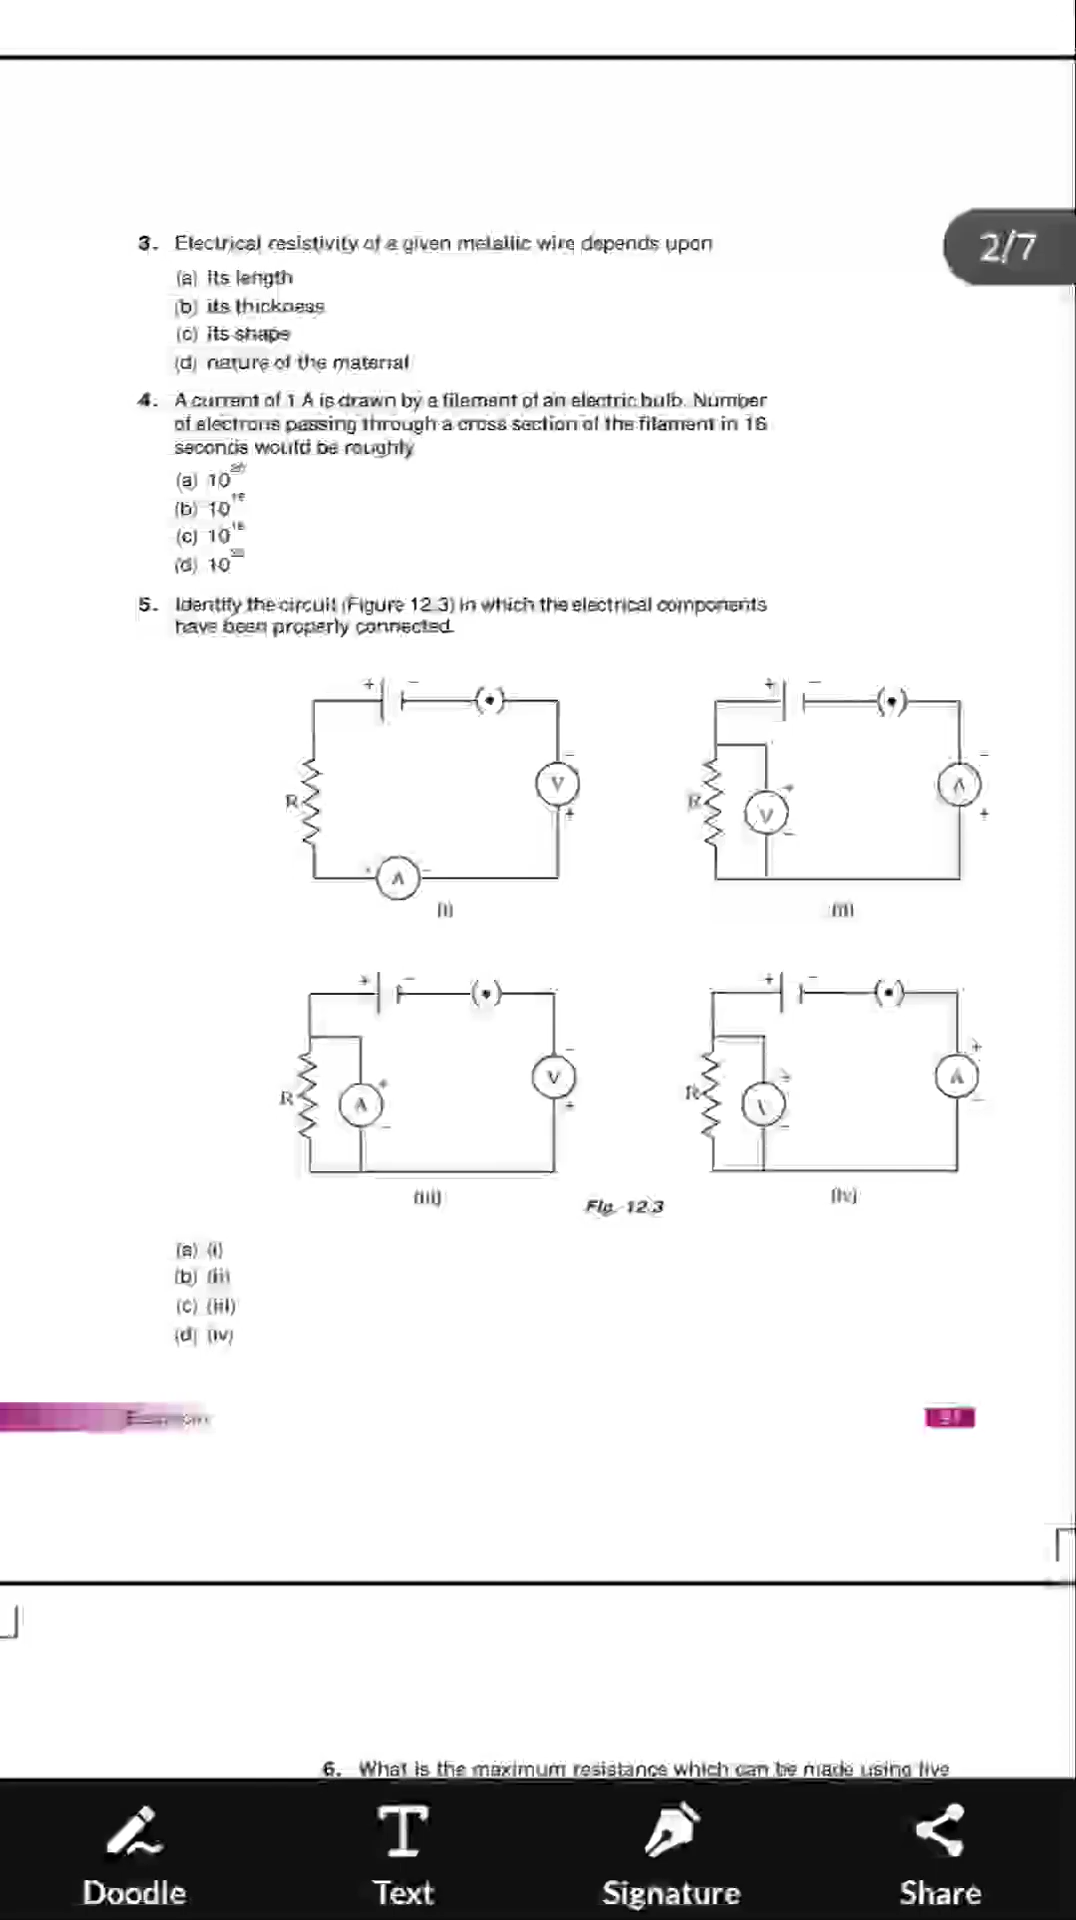 2/7
3. Electrical resistivity of a given metallic wire depends upon
(a) its length
(b) its thickness
(c) its shape
(d) nature of the material
4. A current of 1 A is drawn by a filament of an electric bulb. Number
of electrons passing through a cross section of the filament in 16
seconds would be roughly
(a) 10
(b) 10
(c) 10
(d) 10
5. Identify the circuit (Figure 12.3) in which the electrical components
have been properly connected.
+ − + −
− −
R V R V + A
+ − +
+ A −
(i) (ii)
+ − + −
− +
R A + V R + A
− + − −
(iii) Fig. 12.3 (iv)
(a) (i)
(b) (ii)
(c) (iii)
(d) (iv)
6. What is the maximum resistance which can be made using five
Doodle Text Signature Share